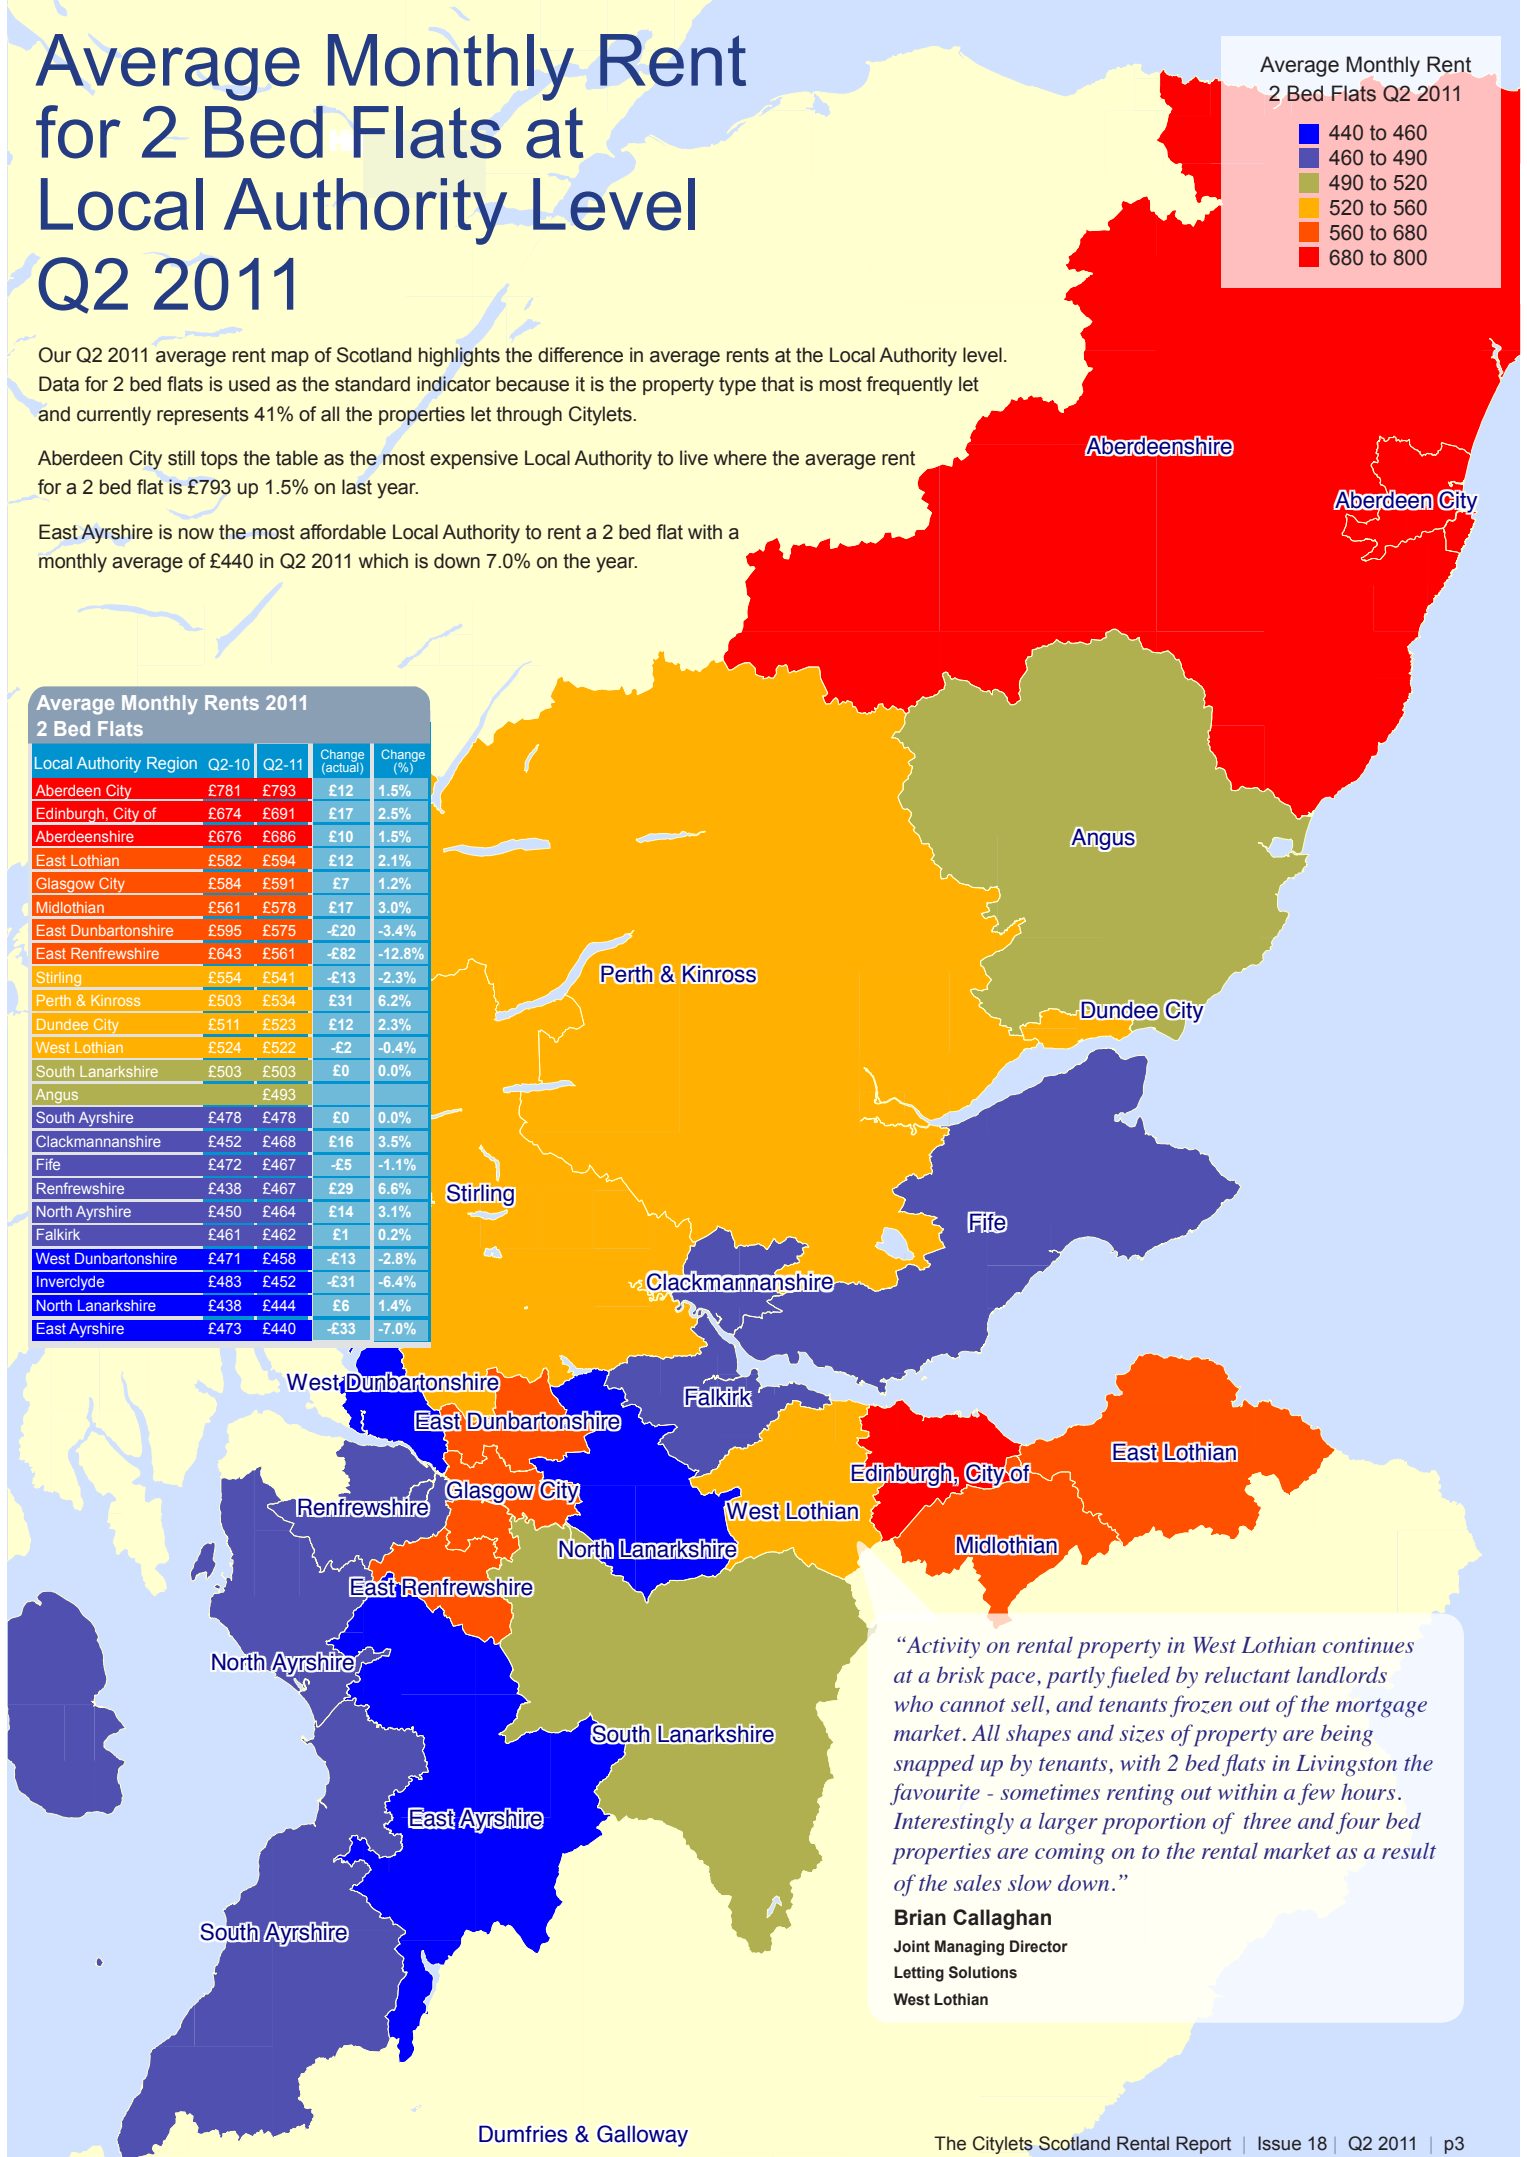 Average Monthly Rent
for 2 Bed Flats at
Local Authority Level
Q2 2011
Our Q2 2011 average rent map of Scotland highlights the difference in average rents at the Local Authority level.
Data for 2 bed flats is used as the standard indicator because it is the property type that is most frequently let
and currently represents 41% of all the properties let through Citylets.
Aberdeen City still tops the table as the most expensive Local Authority to live where the average rent
for a 2 bed flat is £793 up 1.5% on last year.
East Ayrshire is now the most affordable Local Authority to rent a 2 bed flat with a
monthly average of £440 in Q2 2011 which is down 7.0% on the year.
Average Monthly Rent
2 Bed Flats Q2 2011
440 to 460
460 to 490
490 to 520
520 to 560
560 to 680
680 to 800
Average Monthly Rents 2011
2 Bed Flats
Local Authority Region Q2-10 Q2-11 Change (actual) Change (%)
Aberdeen City £781 £793 £12 1.5%
Edinburgh, City of £674 £691 £17 2.5%
Aberdeenshire £676 £686 £10 1.5%
East Lothian £582 £594 £12 2.1%
Glasgow City £584 £591 £7 1.2%
Midlothian £561 £578 £17 3.0%
East Dunbartonshire £595 £575 -£20 -3.4%
East Renfrewshire £643 £561 -£82 -12.8%
Stirling £554 £541 -£13 -2.3%
Perth & Kinross £503 £534 £31 6.2%
Dundee City £511 £523 £12 2.3%
West Lothian £524 £522 -£2 -0.4%
South Lanarkshire £503 £503 £0 0.0%
Angus £493
South Ayrshire £478 £478 £0 0.0%
Clackmannanshire £452 £468 £16 3.5%
Fife £472 £467 -£5 -1.1%
Renfrewshire £438 £467 £29 6.6%
North Ayrshire £450 £464 £14 3.1%
Falkirk £461 £462 £1 0.2%
West Dunbartonshire £471 £458 -£13 -2.8%
Inverclyde £483 £452 -£31 -6.4%
North Lanarkshire £438 £444 £6 1.4%
East Ayrshire £473 £440 -£33 -7.0%
Aberdeenshire
Aberdeen City
Angus
Perth & Kinross
Dundee City
Stirling
Fife
Clackmannanshire
West Dunbartonshire
Falkirk
East Dunbartonshire
East Lothian
Edinburgh, City of
Glasgow City
Renfrewshire
West Lothian
Midlothian
North Lanarkshire
East Renfrewshire
North Ayrshire
South Lanarkshire
East Ayrshire
South Ayrshire
Dumfries & Galloway
“Activity on rental property in West Lothian continues
at a brisk pace, partly fueled by reluctant landlords
who cannot sell, and tenants frozen out of the mortgage
market. All shapes and sizes of property are being
snapped up by tenants, with 2 bed flats in Livingston the
favourite - sometimes renting out within a few hours.
Interestingly a larger proportion of three and four bed
properties are coming on to the rental market as a result
of the sales slow down.”
Brian Callaghan
Joint Managing Director
Letting Solutions
West Lothian
The Citylets Scotland Rental Report | Issue 18 | Q2 2011 | p3